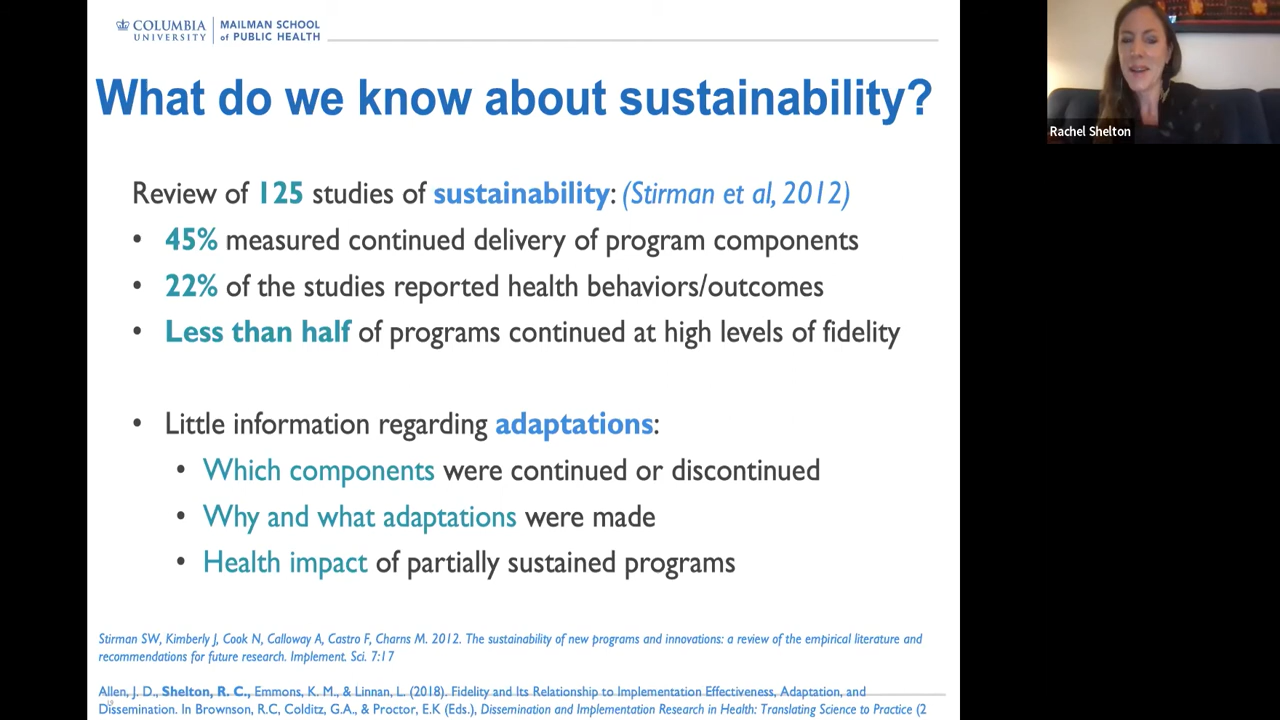 COLUMBIA UNIVERSITY
MAILMAN SCHOOL of PUBLIC HEALTH
What do we know about sustainability?
Rachel Shelton
Review of 125 studies of sustainability: (Stirman et al, 2012)
• 45% measured continued delivery of program components
• 22% of the studies reported health behaviors/outcomes
• Less than half of programs continued at high levels of fidelity
• Little information regarding adaptations:
• Which components were continued or discontinued
• Why and what adaptations were made
• Health impact of partially sustained programs
Stirman SW, Kimberly J, Cook N, Calloway A, Castro F, Charns M. 2012. The sustainability of new programs and innovations: a review of the empirical literature and
recommendations for future research. Implement. Sci. 7:17
Allen, J. D., Shelton, R. C., Emmons, K. M., & Linnan, L. (2018). Fidelity and Its Relationship to Implementation Effectiveness, Adaptation, and
Dissemination. In Brownson, R.C, Colditz, G.A., & Proctor, E.K (Eds.), Dissemination and Implementation Research in Health: Translating Science to Practice (2